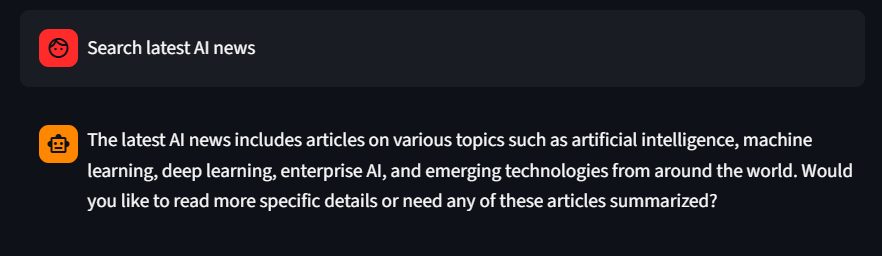 Search latest AI news
The latest AI news includes articles on various topics such as artificial intelligence, machine
learning, deep learning, enterprise AI, and emerging technologies from around the world. Would
you like to read more specific details or need any of these articles summarized?